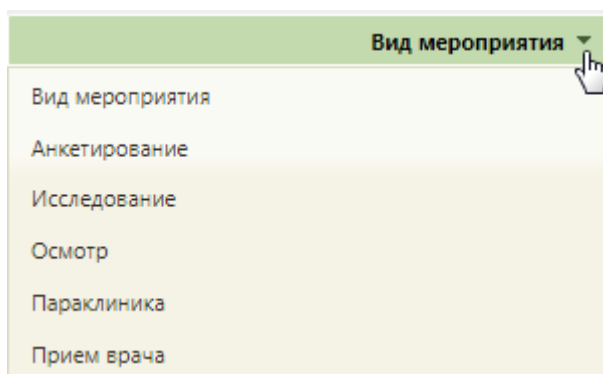 Вид мероприятия
Вид мероприятия
Анкетирование
Исследование
Осмотр
Параклиника
Прием врача